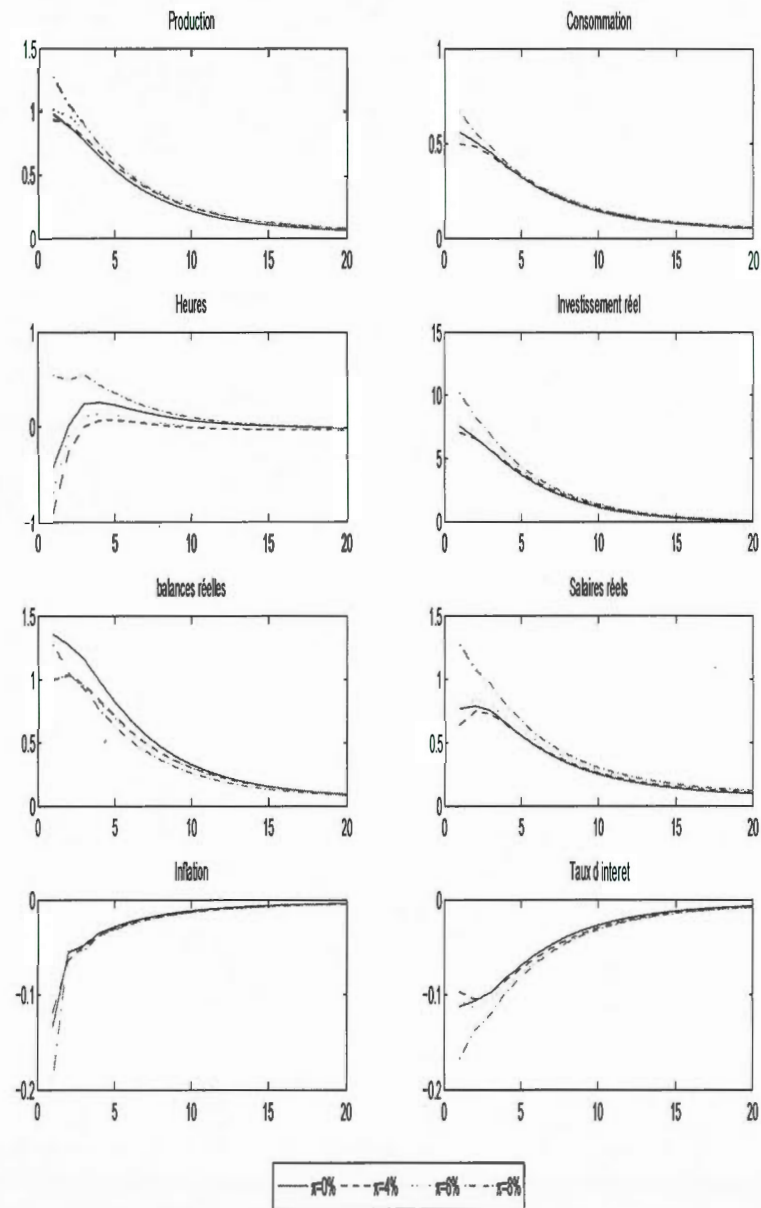 Production
1.5
1
0.5
0
0 5 10 15 20
Consommation
1
0.5
0
0 5 10 15 20
Heures
1
0
-1
0 5 10 15 20
Investissement réel
15
10
5
0
0 5 10 15 20
balances réelles
1.5
1
0.5
0
0 5 10 15 20
Salaires réels
1.5
1
0.5
0
0 5 10 15 20
Inflation
0
-0.1
-0.2
0 5 10 15 20
Taux d interet
0
-0.1
-0.2
0 5 10 15 20
π=0% π=4% π=6% π=8%